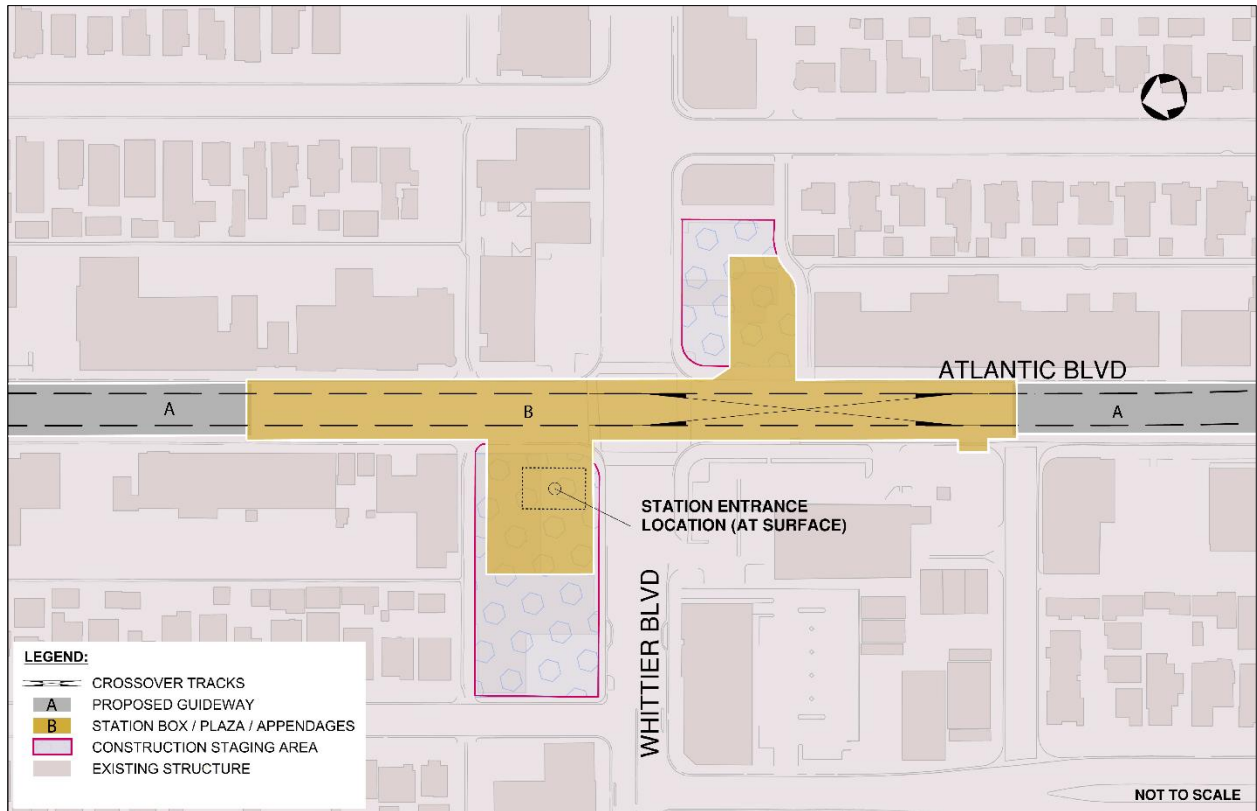 ATLANTIC BLVD
A
B
A
STATION ENTRANCE
LOCATION (AT SURFACE)
WHITTIER BLVD
LEGEND:
CROSSOVER TRACKS
A PROPOSED GUIDEWAY
B STATION BOX / PLAZA / APPENDAGES
CONSTRUCTION STAGING AREA
EXISTING STRUCTURE
NOT TO SCALE